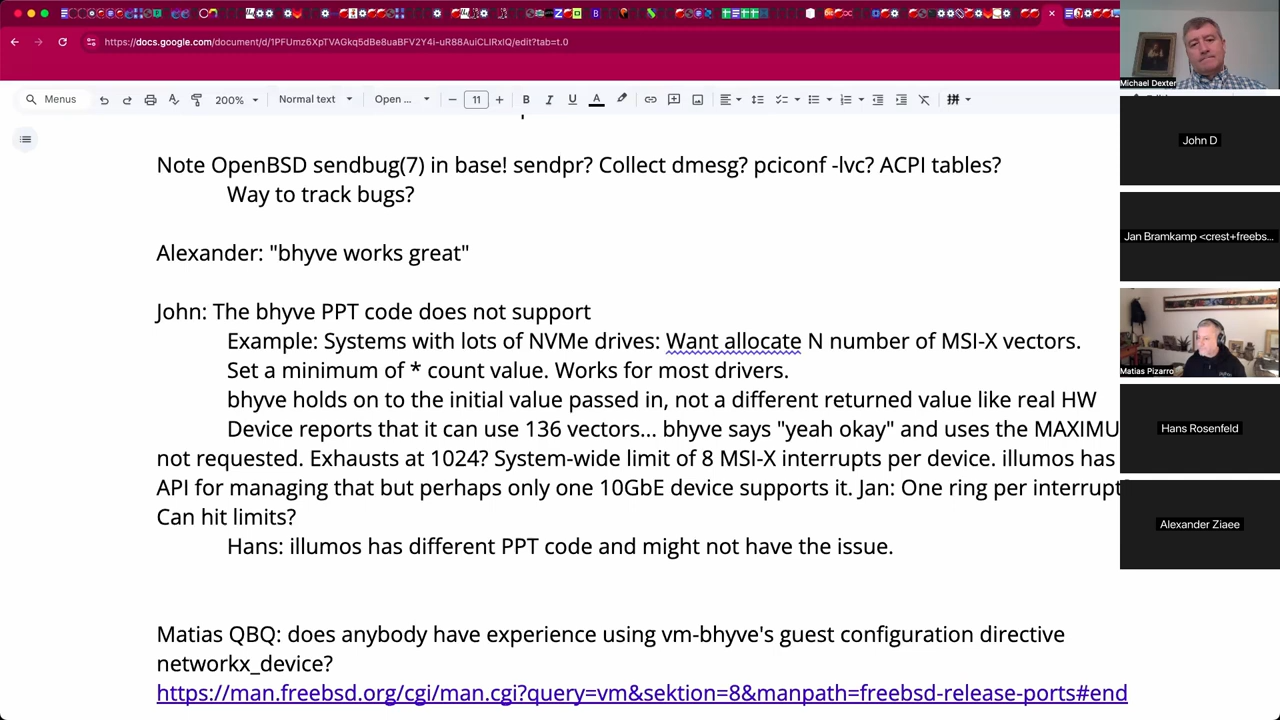 https://docs.google.com/document/d/1PFUmz6XpTVAGkq5dBe8uaBFV2Y4i-uR88AuiCLIRxIQ/edit?tab=t.0
Menus
200%
Normal text
Open ...
11
Note OpenBSD sendbug(7) in base! sendpr? Collect dmesg? pciconf -lvc? ACPI tables?
Way to track bugs?
Alexander: "bhyve works great"
John: The bhyve PPT code does not support
Example: Systems with lots of NVMe drives: Want allocate N number of MSI-X vectors.
Set a minimum of * count value. Works for most drivers.
bhyve holds on to the initial value passed in, not a different returned value like real HW
Device reports that it can use 136 vectors... bhyve says "yeah okay" and uses the MAXIMU
not requested. Exhausts at 1024? System-wide limit of 8 MSI-X interrupts per device. illumos has
API for managing that but perhaps only one 10GbE device supports it. Jan: One ring per interrupt?
Can hit limits?
Hans: illumos has different PPT code and might not have the issue.
Matias QBQ: does anybody have experience using vm-bhyve's guest configuration directive
networkx_device?
https://man.freebsd.org/cgi/man.cgi?query=vm&sektion=8&manpath=freebsd-release-ports#end
Michael Dexter
John D
Jan Bramkamp <crest+freebs...
Matias Pizarro
Hans Rosenfeld
Alexander Ziaee